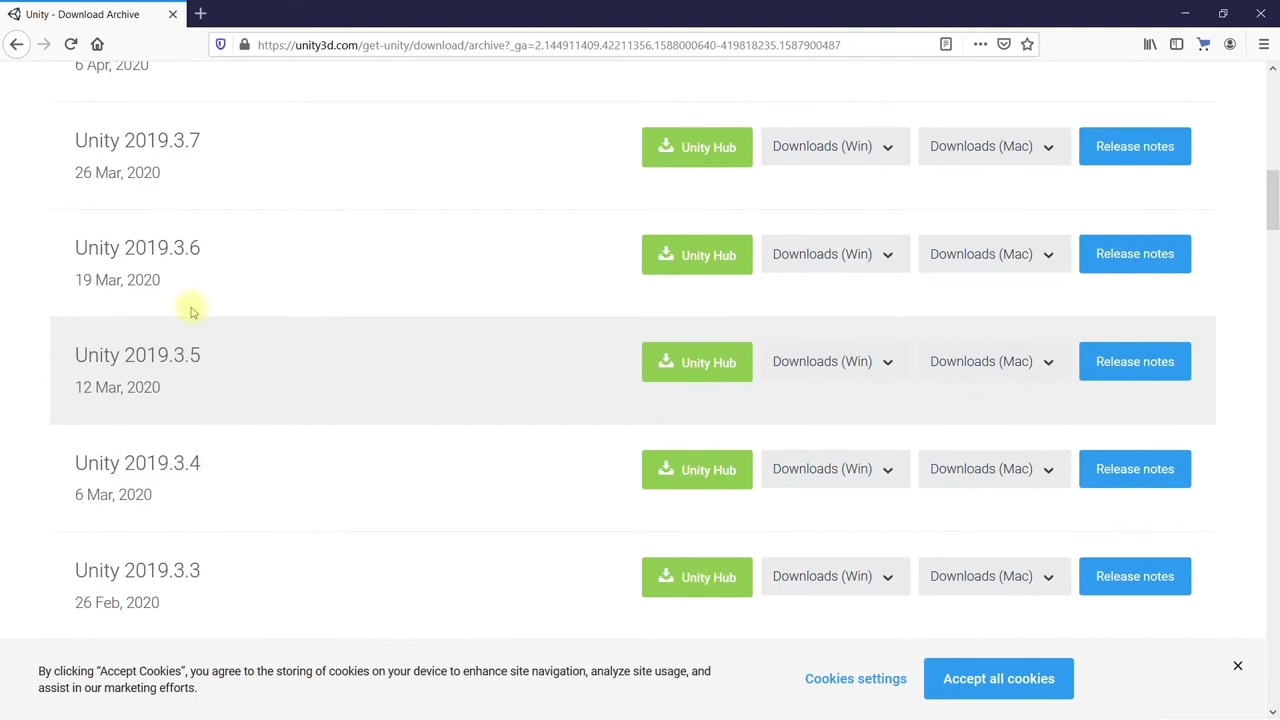 Unity - Download Archive
https://unity3d.com/get-unity/download/archive?_ga=2.144911409.42211356.1588000640-419818235.1587900487
6 Apr, 2020
Unity 2019.3.7
26 Mar, 2020
Unity Hub
Downloads (Win)
Downloads (Mac)
Release notes
Unity 2019.3.6
19 Mar, 2020
Unity Hub
Downloads (Win)
Downloads (Mac)
Release notes
Unity 2019.3.5
12 Mar, 2020
Unity Hub
Downloads (Win)
Downloads (Mac)
Release notes
Unity 2019.3.4
6 Mar, 2020
Unity Hub
Downloads (Win)
Downloads (Mac)
Release notes
Unity 2019.3.3
26 Feb, 2020
Unity Hub
Downloads (Win)
Downloads (Mac)
Release notes
By clicking “Accept Cookies”, you agree to the storing of cookies on your device to enhance site navigation, analyze site usage, and
assist in our marketing efforts.
Cookies settings
Accept all cookies